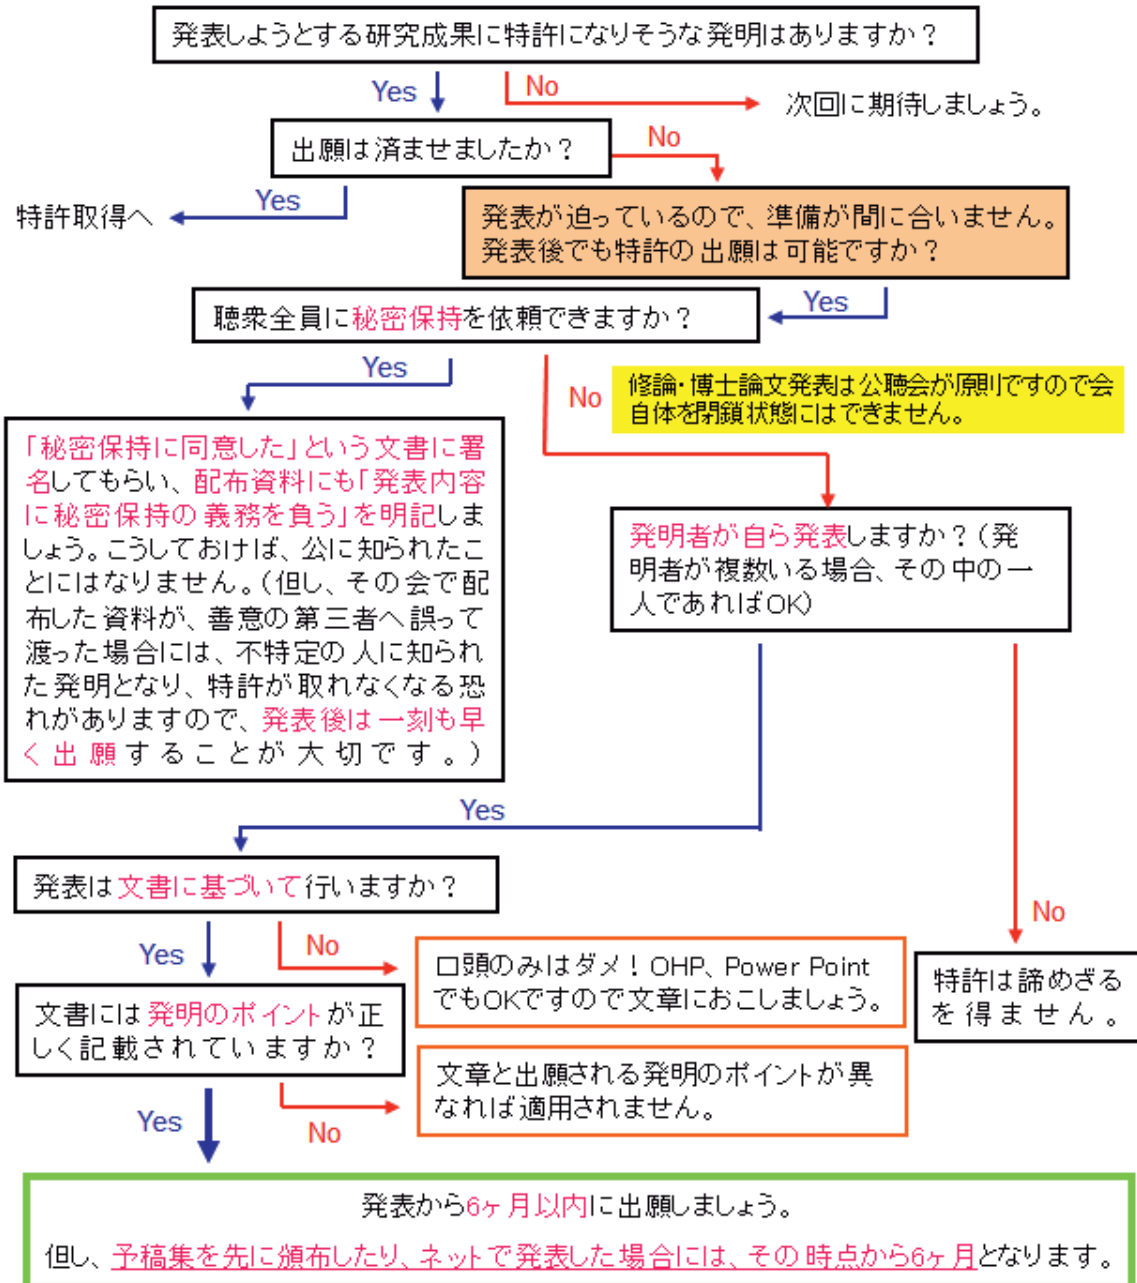 発表しようとする研究成果に特許になりそうな発明はありますか？
Yes
No
次回に期待しましょう。
出願は済ませましたか？
No
Yes
特許取得へ
発表が迫っているので、準備が間に合いません。
発表後でも特許の出願は可能ですか？
Yes
聴衆全員に秘密保持を依頼できますか？
Yes
No
修論・博士論文発表は公聴会が原則ですので会
自体を閉鎖状態にはできません。
「秘密保持に同意した」という文書に署
名してもらい、配布資料にも「発表内容
に秘密保持の義務を負う」を明記しま
しょう。こうしておけば、公に知られたこ
とにはなりません。（但し、その会で配
布した資料が、善意の第三者へ誤って
渡った場合には、不特定の人に知られ
た発明となり、特許が取れなくなる恐
れがありますので、発表後は一刻も早
く出願することが大切です。）
発明者が自ら発表しますか？（発
明者が複数いる場合、その中の一
人であればOK）
Yes
発表は文書に基づいて行いますか？
No
Yes
No
口頭のみはダメ！OHP、Power Point
でもOKですので文章におこしましょう。
特許は諦めざる
を得ません。
文書には発明のポイントが正
しく記載されていますか？
文章と出願される発明のポイントが異
なれば適用されません。
Yes
No
発表から6ヶ月以内に出願しましょう。
但し、予稿集を先に頒布したり、ネットで発表した場合には、その時点から6ヶ月となります。